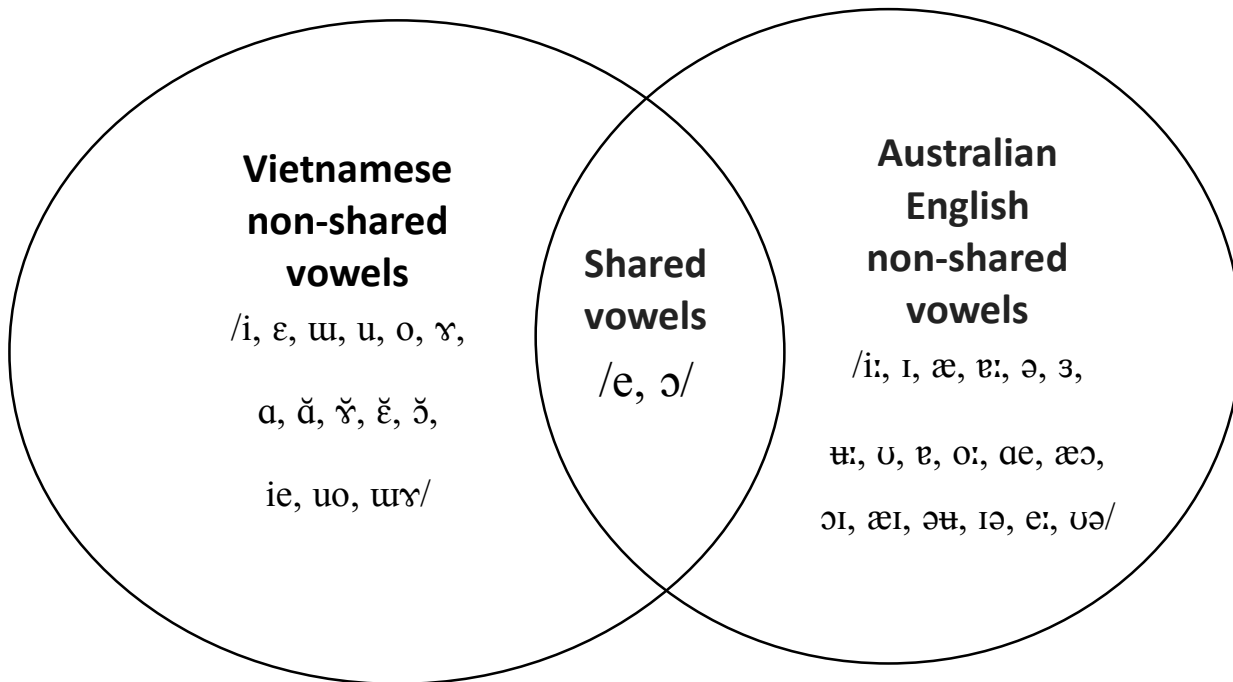 Vietnamese
non-shared
vowels
/i, ɛ, ɯ, u, o, ɤ,
ɑ, ɑ̆, ɤ̆, ɛ̆, ɔ̆,
ie, uo, ɯɤ/
Shared
vowels
/e, ɔ/
Australian
English
non-shared
vowels
/iː, ɪ, æ, ɐː, ə, ɜ,
ʉː, ʊ, ɐ, oː, ɑe, æɔ,
ɔɪ, æɪ, əʉ, ɪə, eː, ʊə/